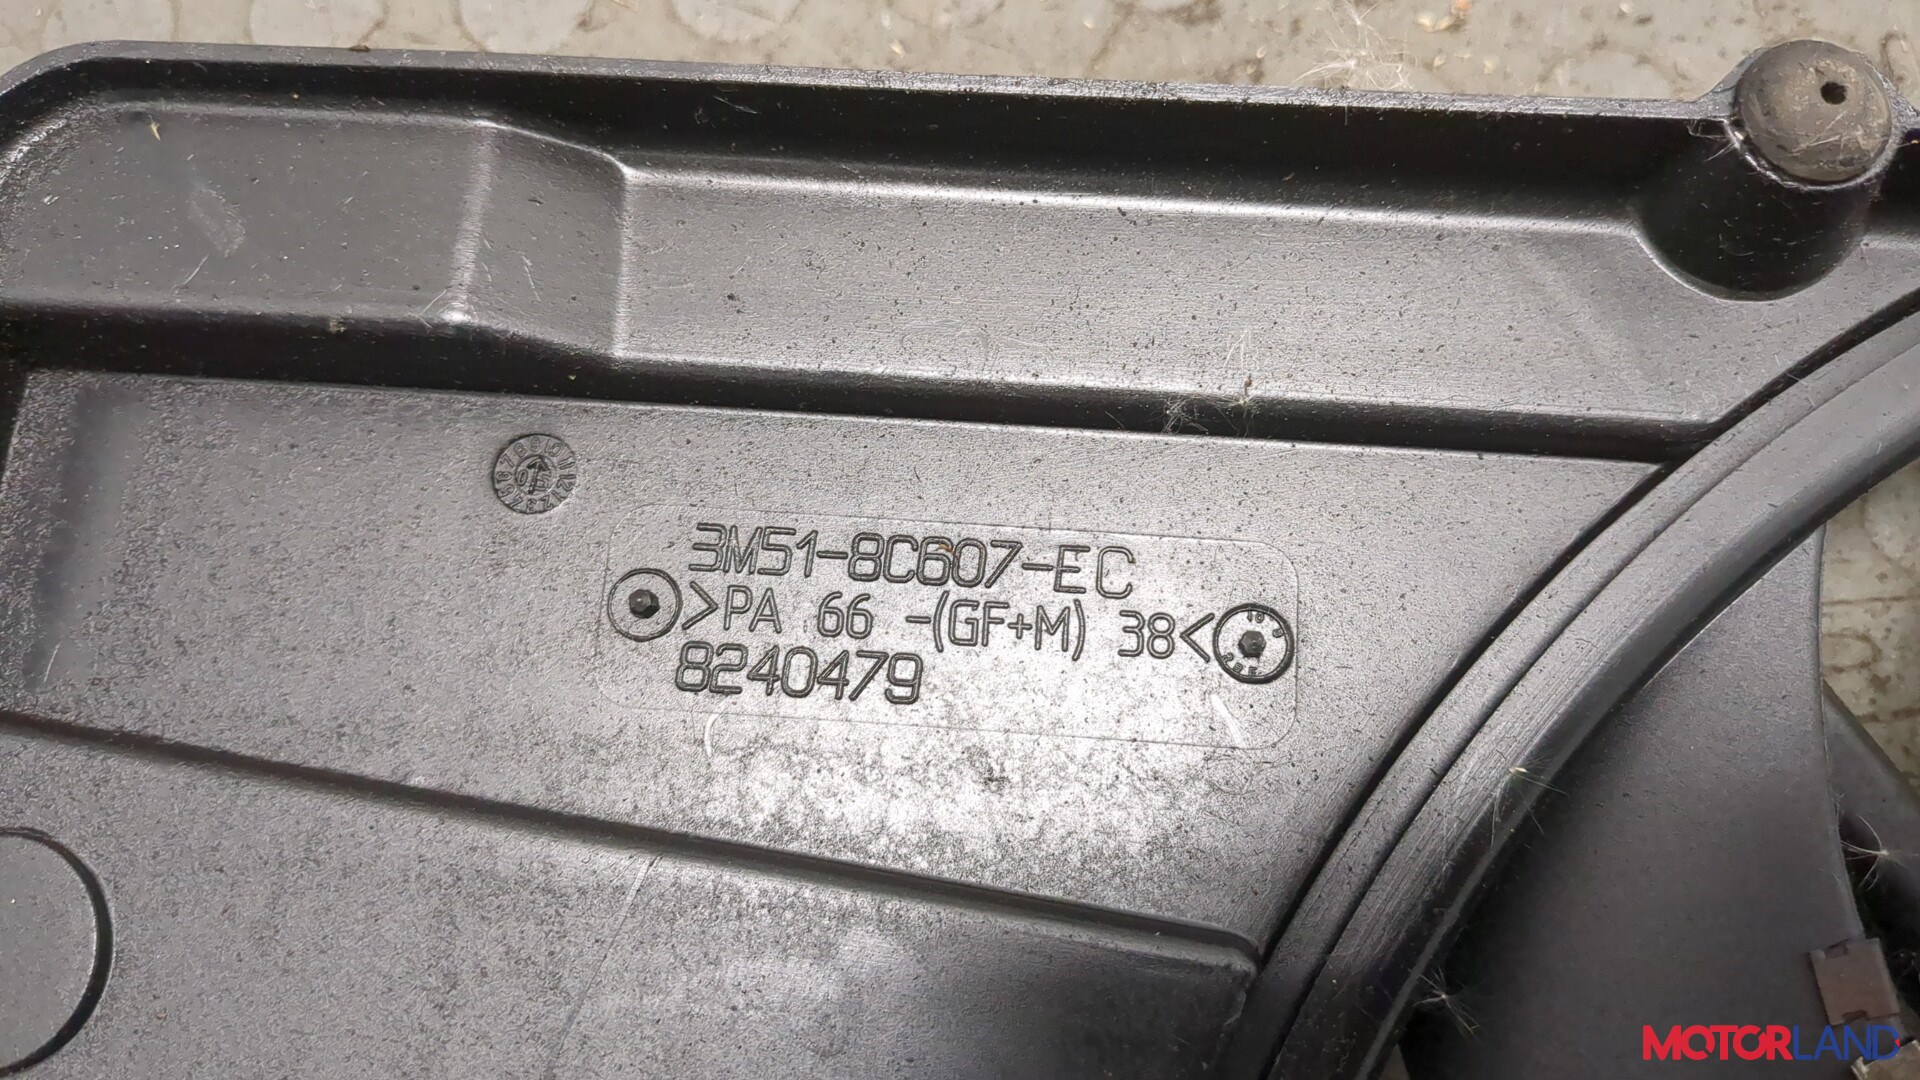 3M51-8C607-EC
>PA 66 -(GF+M) 38<
8240479
MOTORLAND